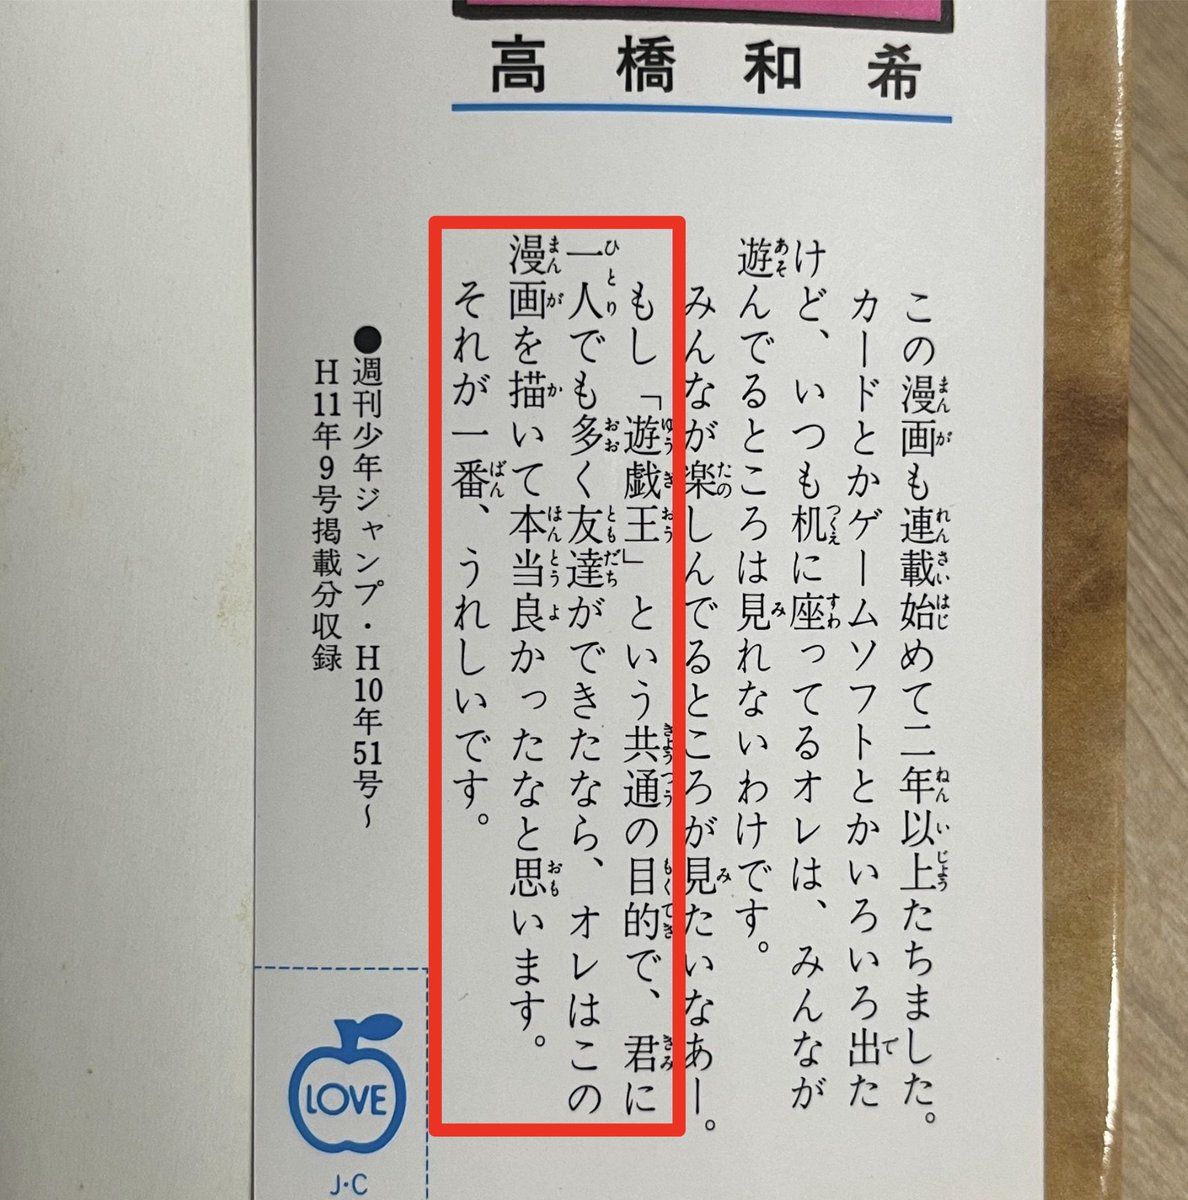 高橋和希
この漫画も連載始めて二年以上たちました。
カードとかゲームソフトとかいろいろ出た
けど、いつも机に座ってるオレは、みんなが
遊んでるところは見れないわけです。
みんなが楽しんでるところが見たいなあー。
もし「遊戯王」という共通の目的で、君に
一人でも多く友達ができたなら、オレはこの
漫画を描いて本当良かったなと思います。
それが一番、うれしいです。
●週刊少年ジャンプ・H10年51号〜
H11年9号掲載分収録
LOVE
J・C